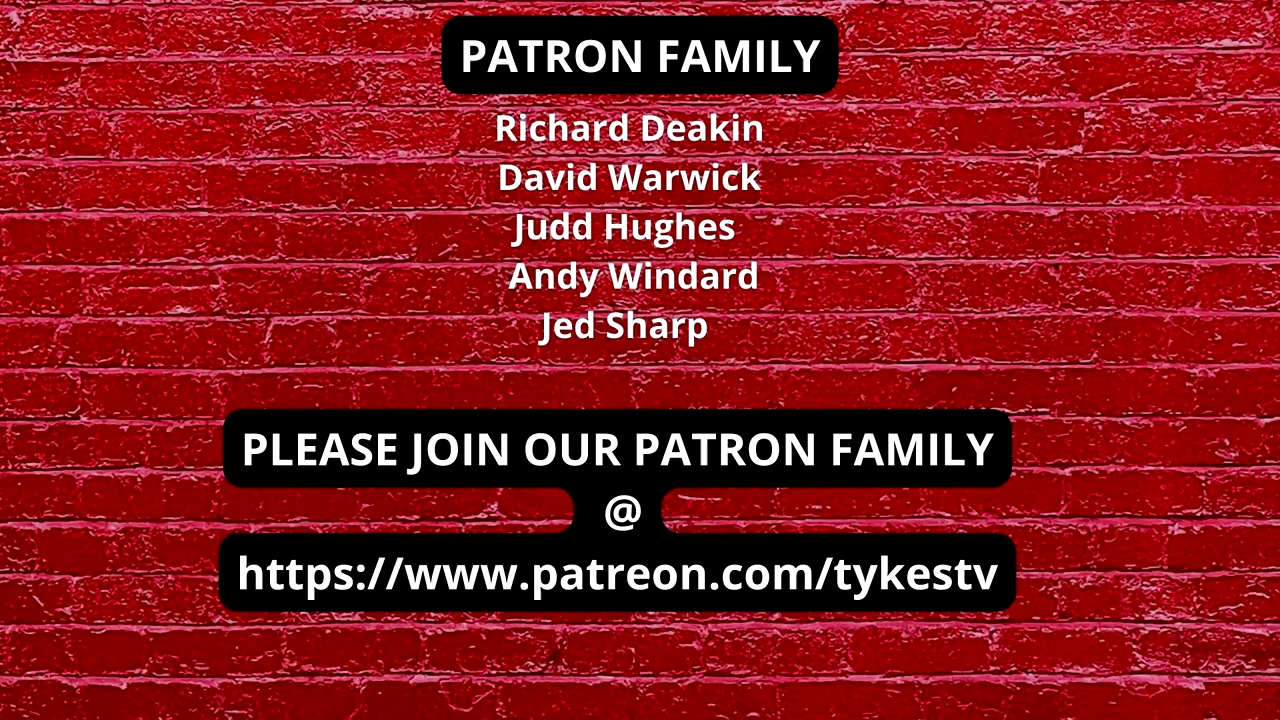 PATRON FAMILY
Richard Deakin
David Warwick
Judd Hughes
Andy Windard
Jed Sharp
PLEASE JOIN OUR PATRON FAMILY
@
https://www.patreon.com/tykestv